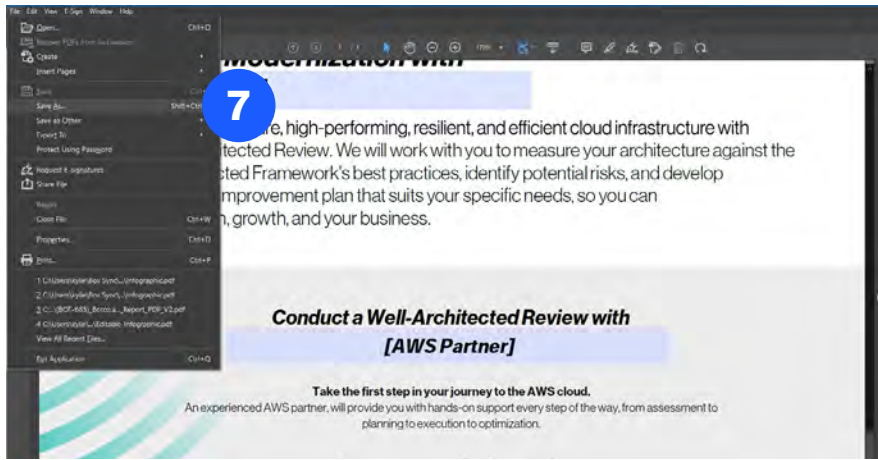 File Edit View E-Sign Window Help
Open... Ctrl+O
Create
Insert Pages
Save
Save As... Shift+Ctrl
Save as Other
Export To
Protect Using Password
Request E-signatures
Share File
Revert
Close File Ctrl+W
Properties... Ctrl+D
Print... Ctrl+P
View All Recent Files...
Exit Application Ctrl+Q
7
Modernization with
re, high-performing, resilient, and efficient cloud infrastructure with
itected Review. We will work with you to measure your architecture against the
cted Framework's best practices, identify potential risks, and develop
mprovement plan that suits your specific needs, so you can
n, growth, and your business.
Conduct a Well-Architected Review with
[AWS Partner]
Take the first step in your journey to the AWS cloud.
An experienced AWS partner, will provide you with hands-on support every step of the way, from assessment to
planning to execution to optimization.